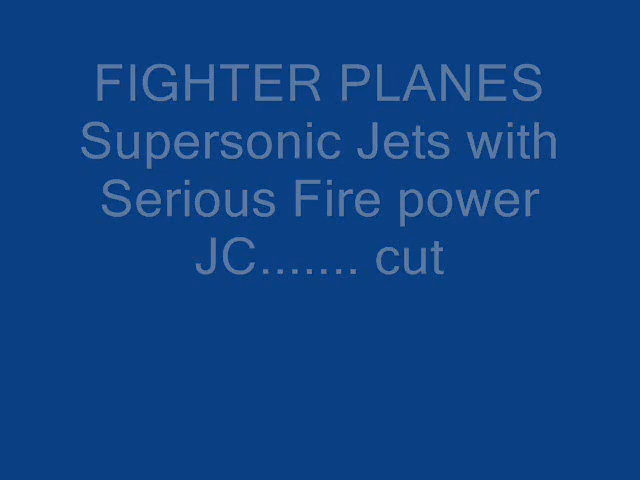 FIGHTER PLANES
Supersonic Jets with
Serious Fire power
JC....... cut